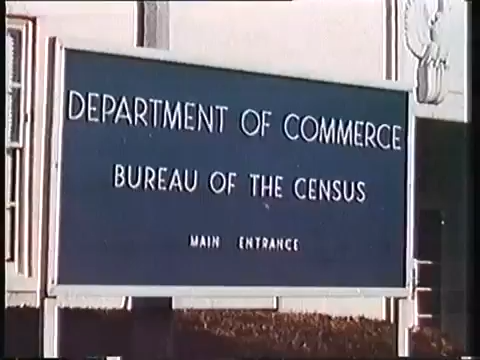 DEPARTMENT OF COMMERCE
BUREAU OF THE CENSUS
MAIN ENTRANCE